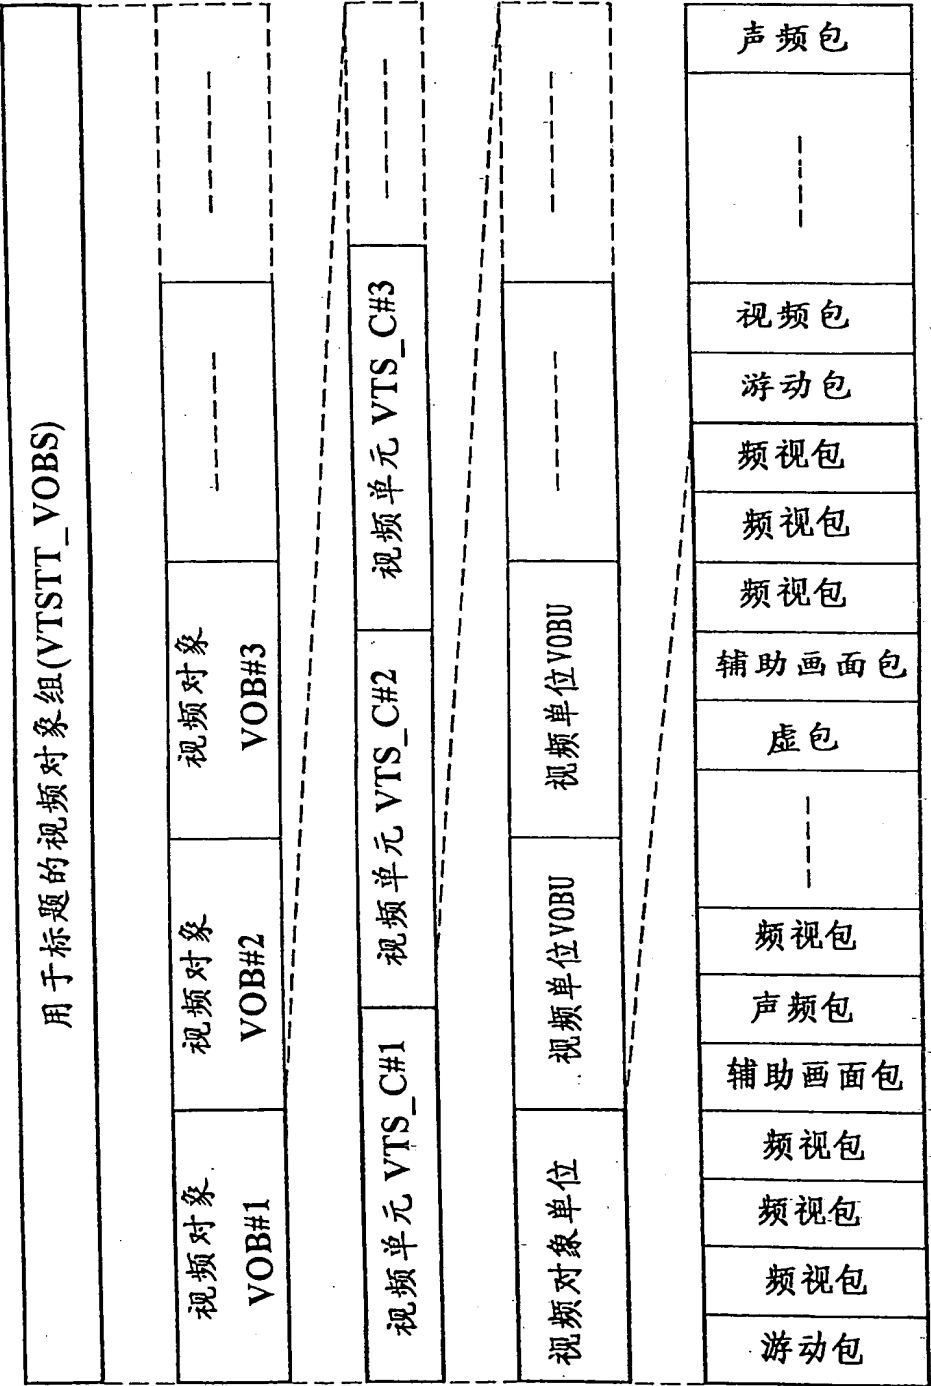 用于标题的视频对象组(VTSTT_VOBS)
视频对象
VOB#1
视频对象
VOB#2
视频对象
VOB#3
视频单元 VTS_C#1
视频单元 VTS_C#2
视频单元 VTS_C#3
视频对象单位
视频单位VOBU
视频单位VOBU
声频包
视频包
游动包
频视包
频视包
频视包
辅助画面包
虚包
频视包
声频包
辅助画面包
频视包
频视包
频视包
游动包